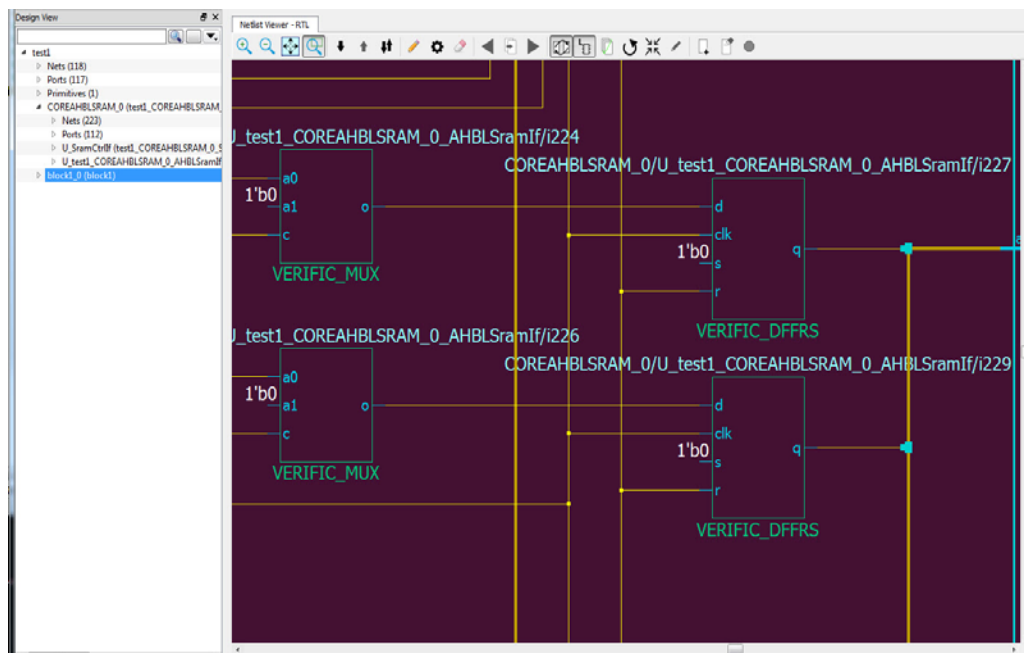 Design View
Netlist Viewer - RTL
test1
Nets (118)
Ports (117)
Primitives (1)
COREAHBLSRAM_0 (test1_COREAHBLSRAM_
Nets (223)
Ports (112)
U_SramCtrlIf (test1_COREAHBLSRAM_0_S
U_test1_COREAHBLSRAM_0_AHBLSramIf
block1_0 (block1)
U_test1_COREAHBLSRAM_0_AHBLSramIf/i224
COREAHBLSRAM_0/U_test1_COREAHBLSRAM_0_AHBLSramIf/i227
a0
1'b0
a1
o
c
VERIFIC_MUX
d
clk
1'b0
s
q
r
VERIFIC_DFFRS
U_test1_COREAHBLSRAM_0_AHBLSramIf/i226
COREAHBLSRAM_0/U_test1_COREAHBLSRAM_0_AHBLSramIf/i229
a0
1'b0
a1
o
c
VERIFIC_MUX
d
clk
1'b0
s
q
r
VERIFIC_DFFRS